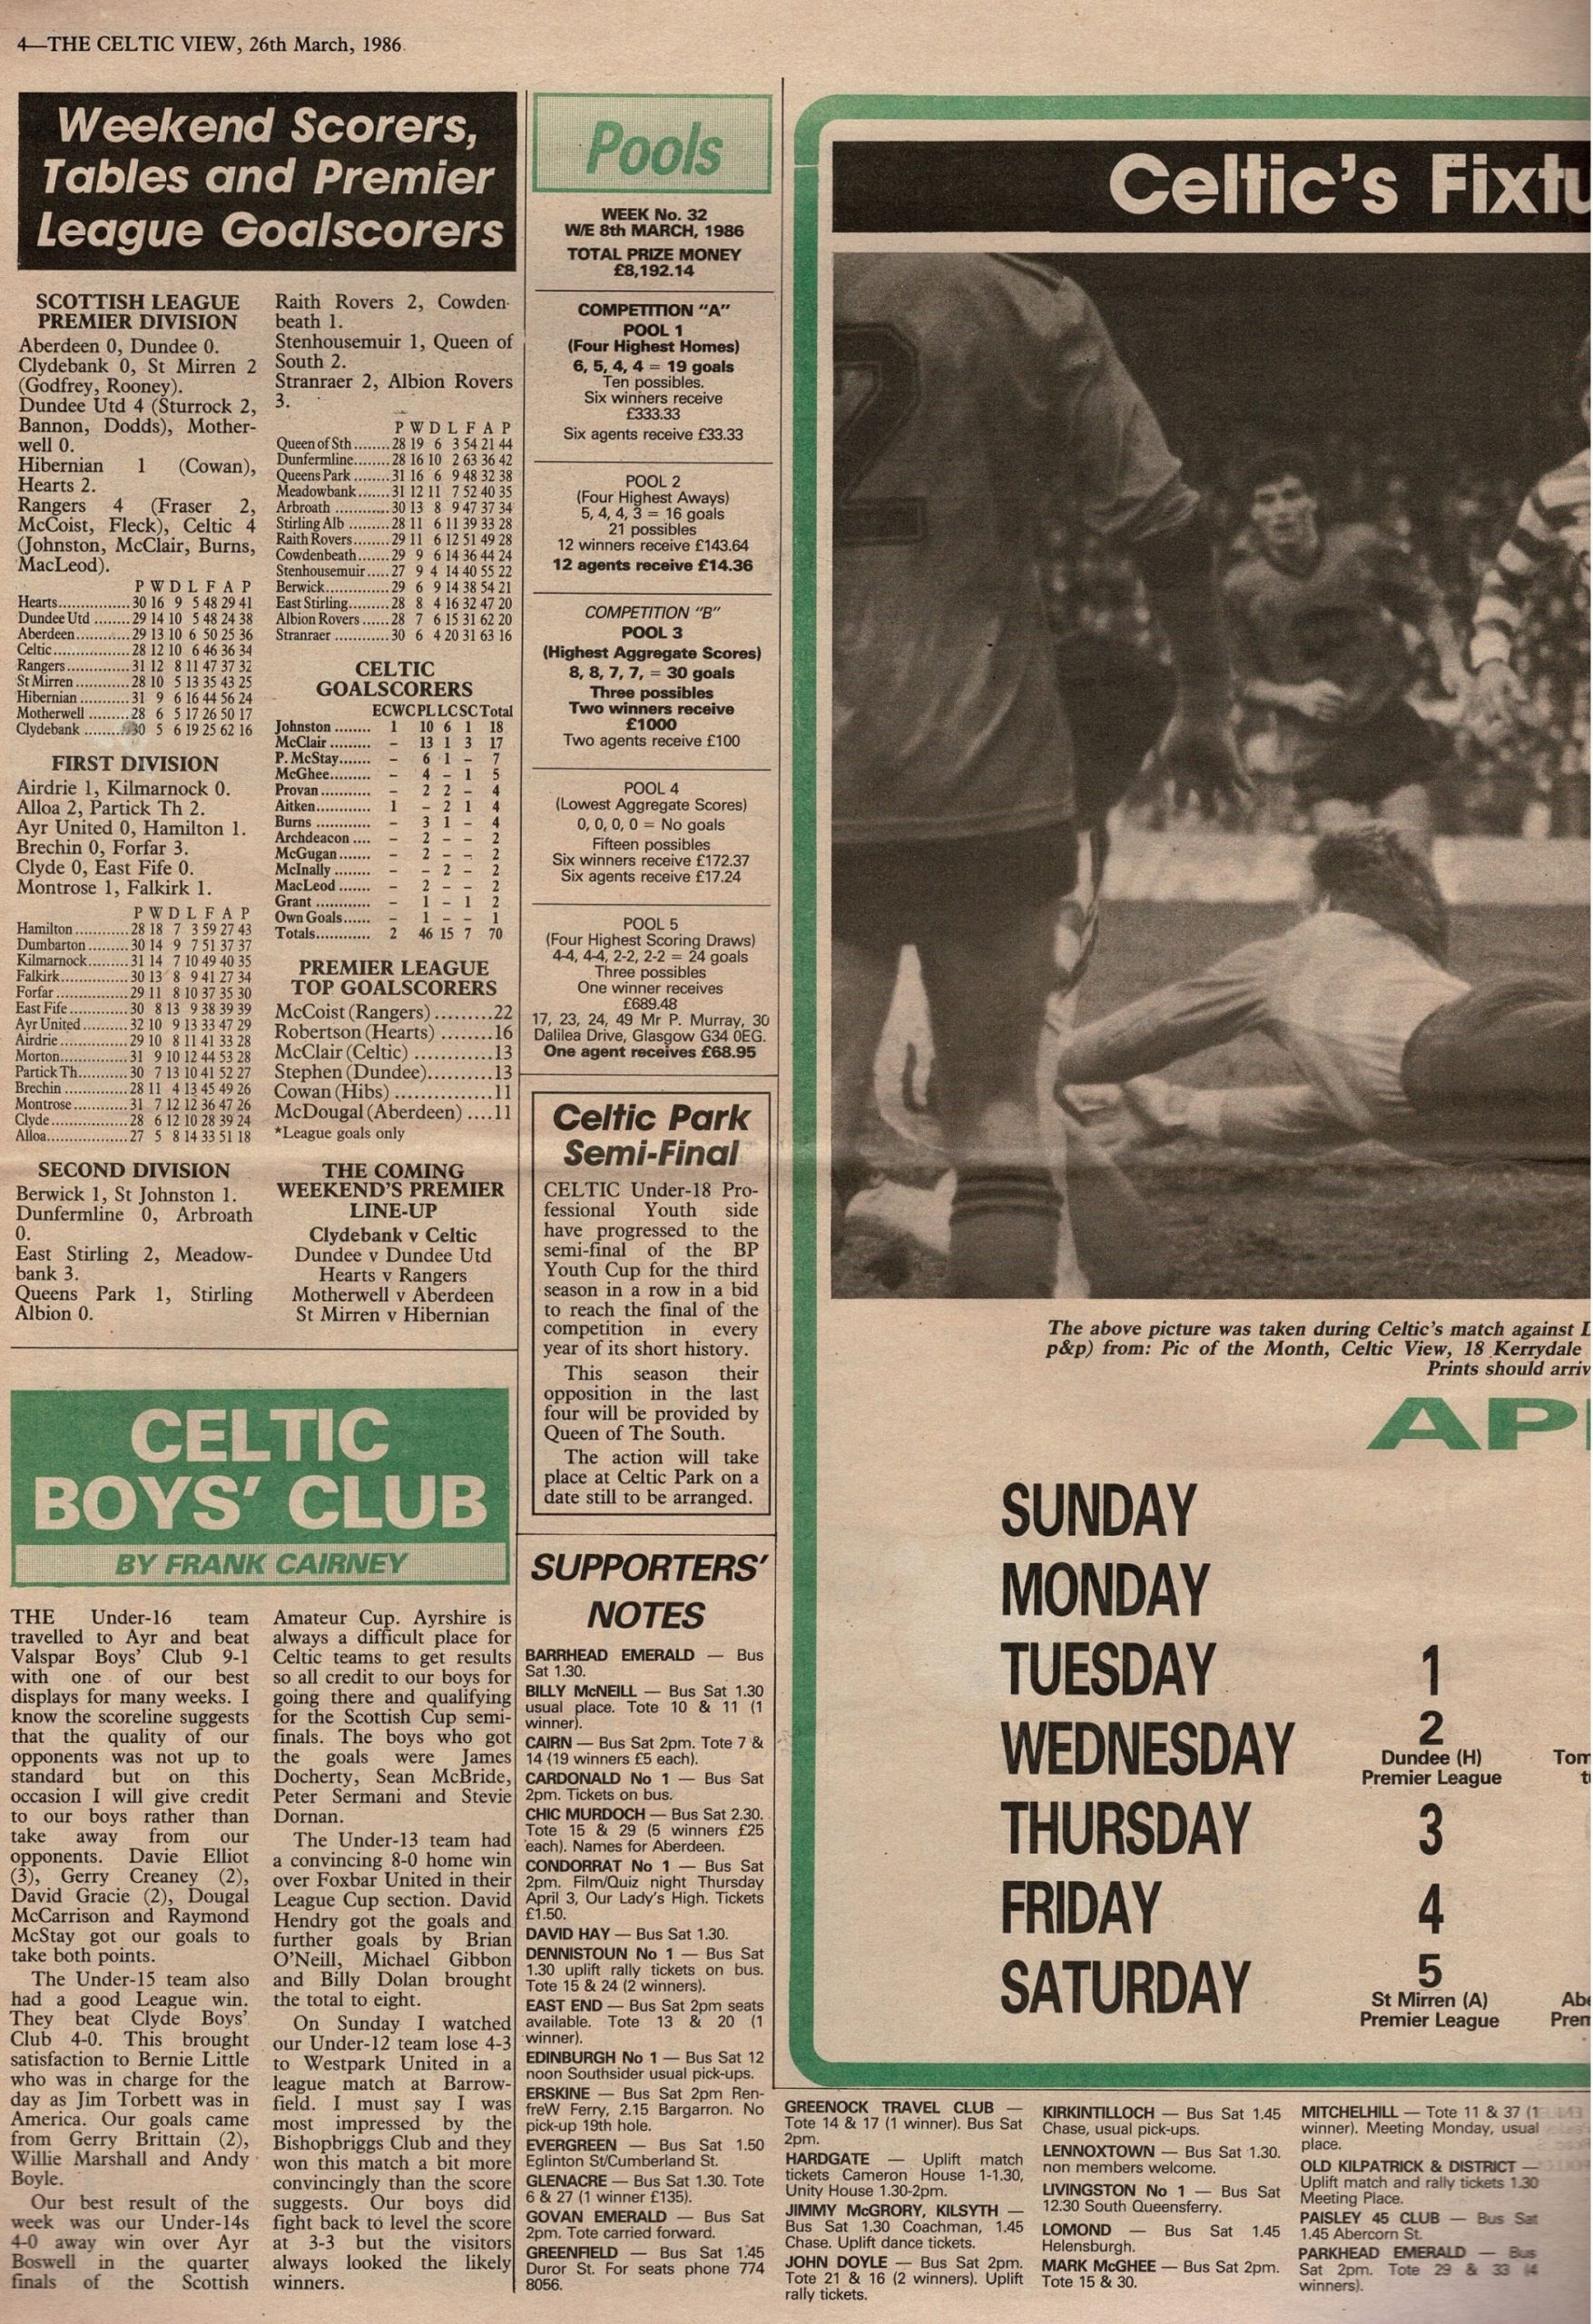 4—THE CELTIC VIEW, 26th March, 1986
Weekend Scorers,
Tables and Premier
League Goalscorers
SCOTTISH LEAGUE
PREMIER DIVISION
Aberdeen 0, Dundee 0.
Clydebank 0, St Mirren 2
(Godfrey, Rooney).
Dundee Utd 4 (Sturrock 2,
Bannon, Dodds), Mother-
well 0.
Hibernian 1 (Cowan),
Hearts 2.
Rangers 4 (Fraser 2,
McCoist, Fleck), Celtic 4
(Johnston, McClair, Burns,
MacLeod).
P W D L F A P
Hearts................30 16 9 5 48 29 41
Dundee Utd ........29 14 10 5 48 24 38
Aberdeen...........29 13 10 6 50 25 36
Celtic.................28 12 10 6 46 36 34
Rangers..............31 12 8 11 47 37 32
St Mirren ............28 10 5 13 35 43 25
Hibernian ...........31 9 6 16 44 56 24
Motherwell .........28 6 5 17 26 50 17
Clydebank .........30 5 6 19 25 62 16
FIRST DIVISION
Airdrie 1, Kilmarnock 0.
Alloa 2, Partick Th 2.
Ayr United 0, Hamilton 1.
Brechin 0, Forfar 3.
Clyde 0, East Fife 0.
Montrose 1, Falkirk 1.
P W D L F A P
Hamilton............28 18 7 3 59 27 43
Dumbarton.........30 14 9 7 51 37 37
Kilmarnock.........31 14 7 10 49 40 35
Falkirk...............30 13 8 9 41 27 34
Forfar................29 11 8 10 37 35 30
East Fife............30 8 13 9 38 39 39
Ayr United..........32 10 9 13 33 47 29
Airdrie...............29 10 8 11 41 33 28
Morton...............31 9 10 12 44 53 28
Partick Th...........30 7 13 10 41 52 27
Brechin ..............28 11 4 13 45 49 26
Montrose............31 7 12 12 36 47 26
Clyde.................28 6 12 10 28 39 24
Alloa..................27 5 8 14 33 51 18
SECOND DIVISION
Berwick 1, St Johnston 1.
Dunfermline 0, Arbroath
0.
East Stirling 2, Meadow-
bank 3.
Queens Park 1, Stirling
Albion 0.
Raith Rovers 2, Cowden-
beath 1.
Stenhousemuir 1, Queen of
South 2.
Stranraer 2, Albion Rovers
3.
P W D L F A P
Queen of Sth........28 19 6 3 54 21 44
Dunfermline........28 16 10 2 63 36 42
Queens Park........31 16 6 9 48 32 38
Meadowbank.......31 12 11 7 52 40 35
Arbroath ............30 13 8 9 47 37 34
Stirling Alb .........28 11 6 11 39 33 28
Raith Rovers........29 11 6 12 51 49 28
Cowdenbeath.......29 9 6 14 36 44 24
Stenhousemuir.....27 9 4 14 40 55 22
Berwick..............29 6 9 14 38 54 21
East Stirling.........28 8 4 16 32 47 20
Albion Rovers......28 7 6 15 31 62 20
Stranraer ............30 6 4 20 31 63 16
CELTIC
GOALSCORERS
ECWC PL LC SC Total
Johnston ........ 1 10 6 1 18
McClair ......... – 13 1 3 17
P. McStay....... – 6 1 – 7
McGhee......... – 4 – 1 5
Provan ........... – 2 2 – 4
Aitken............ 1 – 2 1 4
Burns ............ – 3 1 – 4
Archdeacon .... – 2 – – 2
McGugan....... – 2 – – 2
McInally ........ – – 2 – 2
MacLeod ....... – 2 – – 2
Grant ............ – 1 – 1 2
Own Goals...... – 1 – – 1
Totals............ 2 46 15 7 70
PREMIER LEAGUE
TOP GOALSCORERS
McCoist (Rangers) .........22
Robertson (Hearts) ........16
McClair (Celtic) ............13
Stephen (Dundee)..........13
Cowan (Hibs) ...............11
McDougal (Aberdeen) ....11
*League goals only
THE COMING
WEEKEND'S PREMIER
LINE-UP
Clydebank v Celtic
Dundee v Dundee Utd
Hearts v Rangers
Motherwell v Aberdeen
St Mirren v Hibernian
CELTIC
BOYS' CLUB
BY FRANK CAIRNEY
THE Under-16 team
travelled to Ayr and beat
Valspar Boys' Club 9-1
with one of our best
displays for many weeks. I
know the scoreline suggests
that the quality of our
opponents was not up to
standard but on this
occasion I will give credit
to our boys rather than
take away from our
opponents. Davie Elliot
(3), Gerry Creaney (2),
David Gracie (2), Dougal
McCarrison and Raymond
McStay got our goals to
take both points.
The Under-15 team also
had a good League win.
They beat Clyde Boys'
Club 4-0. This brought
satisfaction to Bernie Little
who was in charge for the
day as Jim Torbett was in
America. Our goals came
from Gerry Brittain (2),
Willie Marshall and Andy
Boyle.
Our best result of the
week was our Under-14s
4-0 away win over Ayr
Boswell in the quarter
finals of the Scottish
Amateur Cup. Ayrshire is
always a difficult place for
Celtic teams to get results
so all credit to our boys for
going there and qualifying
for the Scottish Cup semi-
finals. The boys who got
the goals were James
Docherty, Sean McBride,
Peter Sermani and Stevie
Dornan.
The Under-13 team had
a convincing 8-0 home win
over Foxbar United in their
League Cup section. David
Hendry got the goals and
further goals by Brian
O'Neill, Michael Gibbon
and Billy Dolan brought
the total to eight.
On Sunday I watched
our Under-12 team lose 4-3
to Westpark United in a
league match at Barrow-
field. I must say I was
most impressed by the
Bishopbriggs Club and they
won this match a bit more
convincingly than the score
suggests. Our boys did
fight back to level the score
at 3-3 but the visitors
always looked the likely
winners.
Pools
WEEK No. 32
W/E 8th MARCH, 1986
TOTAL PRIZE MONEY
£8,192.14
COMPETITION "A"
POOL 1
(Four Highest Homes)
6, 5, 4, 4 = 19 goals
Ten possibles.
Six winners receive
£333.33
Six agents receive £33.33
POOL 2
(Four Highest Aways)
5, 4, 4, 3 = 16 goals
21 possibles
12 winners receive £143.64
12 agents receive £14.36
COMPETITION "B"
POOL 3
(Highest Aggregate Scores)
8, 8, 7, 7, = 30 goals
Three possibles
Two winners receive
£1000
Two agents receive £100
POOL 4
(Lowest Aggregate Scores)
0, 0, 0, 0 = No goals
Fifteen possibles
Six winners receive £172.37
Six agents receive £17.24
POOL 5
(Four Highest Scoring Draws)
4-4, 4-4, 2-2, 2-2 = 24 goals
Three possibles
One winner receives
£689.48
17, 23, 24, 49 Mr P. Murray, 30
Dalilea Drive, Glasgow G34 0EG.
One agent receives £68.95
Celtic Park
Semi-Final
CELTIC Under-18 Pro-
fessional Youth side
have progressed to the
semi-final of the BP
Youth Cup for the third
season in a row in a bid
to reach the final of the
competition in every
year of its short history.
This season their
opposition in the last
four will be provided by
Queen of The South.
The action will take
place at Celtic Park on a
date still to be arranged.
SUPPORTERS'
NOTES
BARRHEAD EMERALD — Bus
Sat 1.30.
BILLY McNEILL — Bus Sat 1.30
usual place. Tote 10 & 11 (1
winner).
CAIRN — Bus Sat 2pm. Tote 7 &
14 (19 winners £5 each).
CARDONALD No 1 — Bus Sat
2pm. Tickets on bus.
CHIC MURDOCH — Bus Sat 2.30.
Tote 15 & 29 (5 winners £25
each). Names for Aberdeen.
CONDORRAT No 1 — Bus Sat
2pm. Film/Quiz night Thursday
April 3, Our Lady's High. Tickets
£1.50.
DAVID HAY — Bus Sat 1.30.
DENNISTOUN No 1 — Bus Sat
1.30 uplift rally tickets on bus.
Tote 15 & 24 (2 winners).
EAST END — Bus Sat 2pm seats
available. Tote 13 & 20 (1
winner).
EDINBURGH No 1 — Bus Sat 12
noon Southsider usual pick-ups.
ERSKINE — Bus Sat 2pm Ren-
freW Ferry, 2.15 Bargarron. No
pick-up 19th hole.
EVERGREEN — Bus Sat 1.50
Eglinton St/Cumberland St.
GLENACRE — Bus Sat 1.30. Tote
6 & 27 (1 winner £135).
GOVAN EMERALD — Bus Sat
2pm. Tote carried forward.
GREENFIELD — Bus Sat 1.45
Duror St. For seats phone 774
8056.
GREENOCK TRAVEL CLUB —
Tote 14 & 17 (1 winner). Bus Sat
2pm.
HARDGATE — Uplift match
tickets Cameron House 1-1.30,
Unity House 1.30-2pm.
JIMMY McGRORY, KILSYTH —
Bus Sat 1.30 Coachman, 1.45
Chase. Uplift dance tickets.
JOHN DOYLE — Bus Sat 2pm.
Tote 21 & 16 (2 winners). Uplift
rally tickets.
KIRKINTILLOCH — Bus Sat 1.45
Chase, usual pick-ups.
LENNOXTOWN — Bus Sat 1.30.
non members welcome.
LIVINGSTON No 1 — Bus Sat
12.30 South Queensferry.
LOMOND — Bus Sat 1.45
Helensburgh.
MARK McGHEE — Bus Sat 2pm.
Tote 15 & 30.
MITCHELHILL — Tote 11 & 37 (1
winner). Meeting Monday, usual
place.
OLD KILPATRICK & DISTRICT —
Uplift match and rally tickets 1.30
Meeting Place.
PAISLEY 45 CLUB — Bus Sat
1.45 Abercorn St.
PARKHEAD EMERALD — Bus
Sat 2pm. Tote 29 & 33 (4
winners).
Celtic's Fixtu
2
The above picture was taken during Celtic's match against
p&p) from: Pic of the Month, Celtic View, 18 Kerrydale
Prints should arriv
AP
SUNDAY
MONDAY
TUESDAY 1
WEDNESDAY 2
Dundee (H) Tom
Premier League t
THURSDAY 3
FRIDAY 4
SATURDAY 5
St Mirren (A) Abe
Premier League Prem